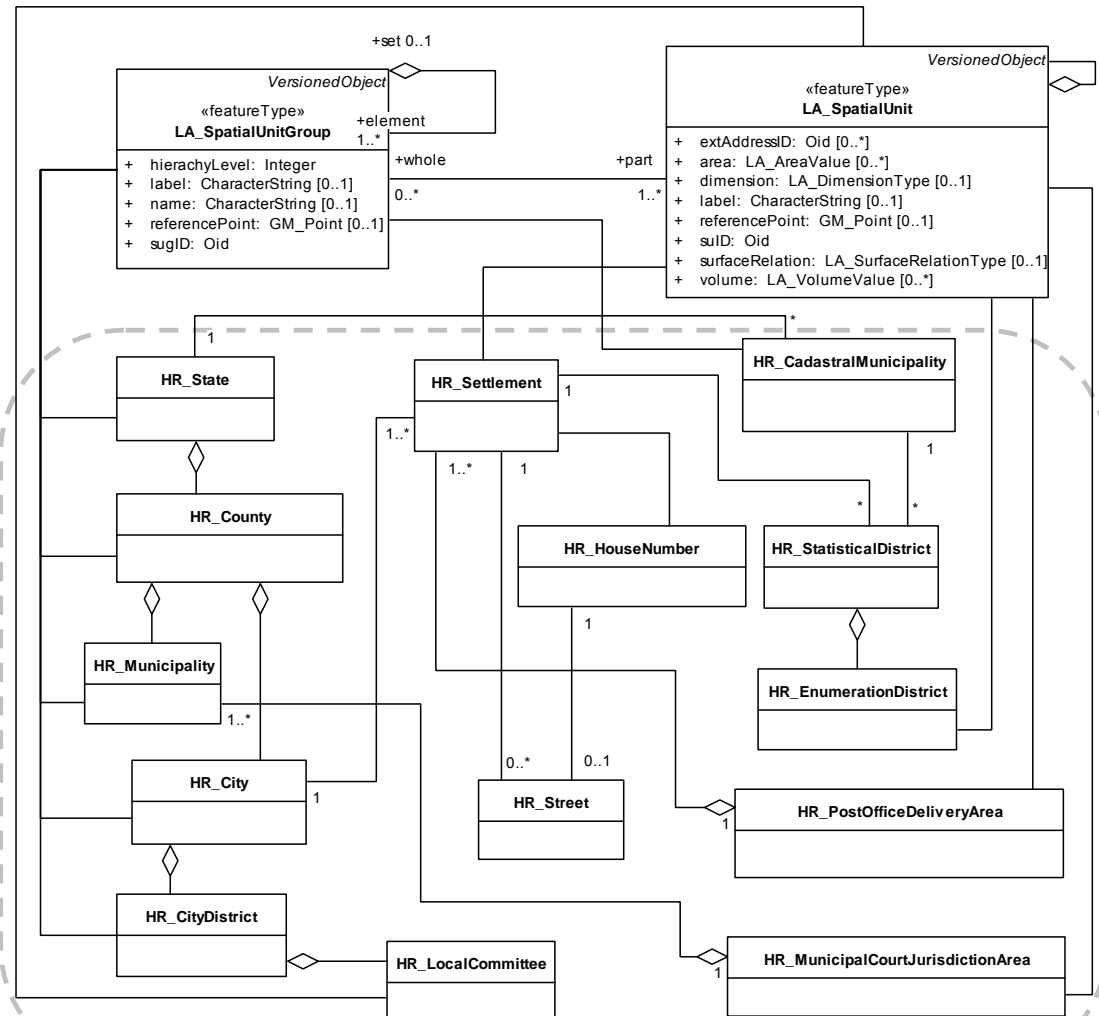 +set 0..1
VersionedObject
«featureType»
LA_SpatialUnitGroup
+element
1..*
+ hierachyLevel: Integer
+ label: CharacterString [0..1]
+ name: CharacterString [0..1]
+ referencePoint: GM_Point [0..1]
+ sugID: Oid
+whole
0..*
+part
1..*
VersionedObject
«featureType»
LA_SpatialUnit
+ extAddressID: Oid [0..*]
+ area: LA_AreaValue [0..*]
+ dimension: LA_DimensionType [0..1]
+ label: CharacterString [0..1]
+ referencePoint: GM_Point [0..1]
+ suID: Oid
+ surfaceRelation: LA_SurfaceRelationType [0..1]
+ volume: LA_VolumeValue [0..*]
1
*
HR_State
HR_Settlement
HR_CadastralMunicipality
1
1..*
1..*
1
1
*
*
HR_County
HR_HouseNumber
HR_StatisticalDistrict
1
HR_Municipality
1..*
HR_EnumerationDistrict
0..*
0..1
HR_City
1
HR_Street
HR_PostOfficeDeliveryArea
1
HR_CityDistrict
HR_LocalCommittee
HR_MunicipalCourtJurisdictionArea
1